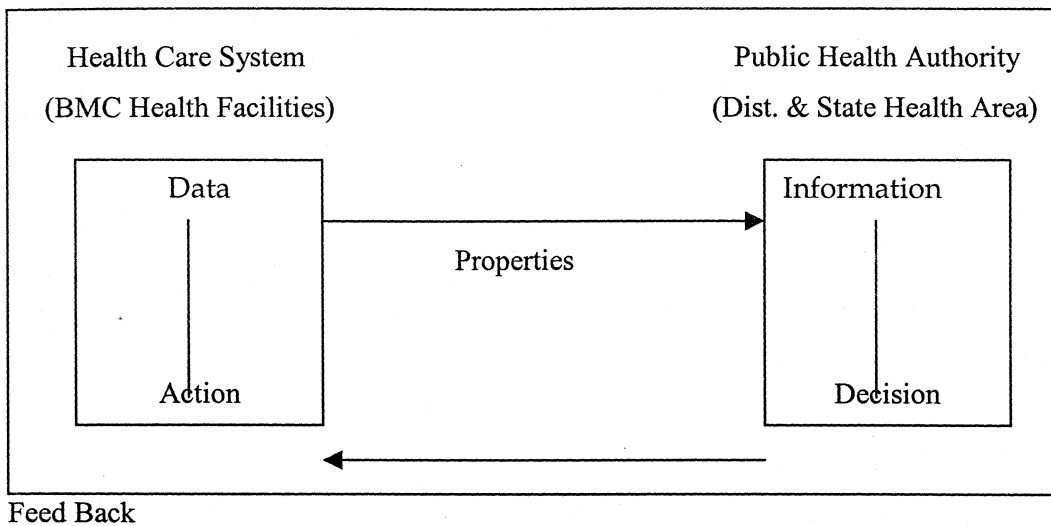 Health Care System
(BMC Health Facilities)
Public Health Authority
(Dist. & State Health Area)
Data
Action
Properties
Information
Decision
Feed Back